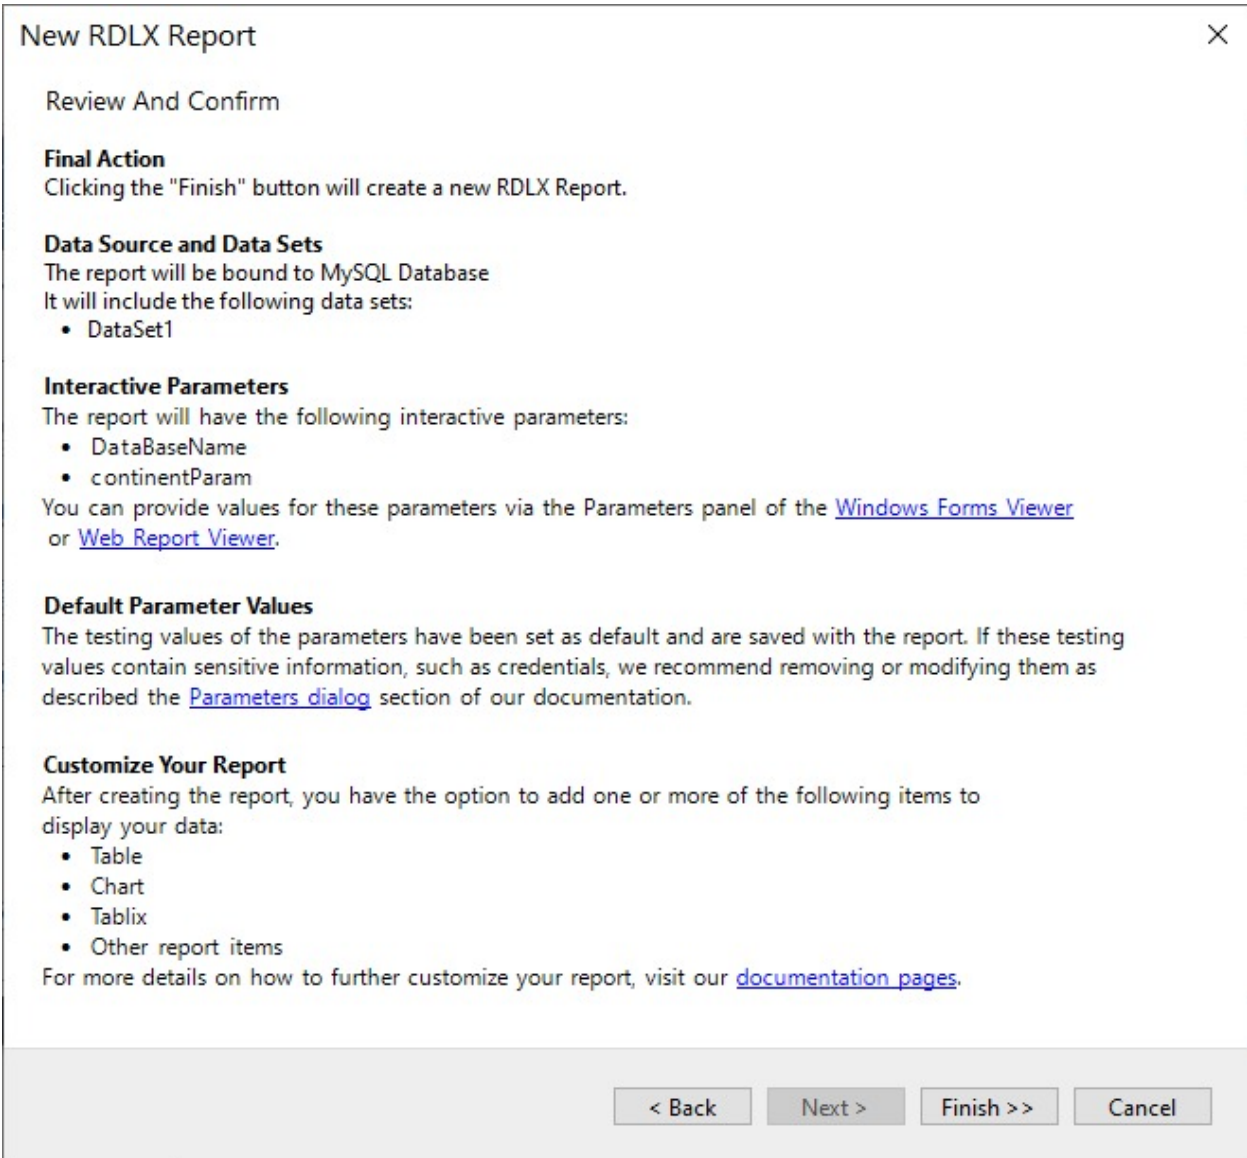 New RDLX Report
Review And Confirm
Final Action
Clicking the "Finish" button will create a new RDLX Report.
Data Source and Data Sets
The report will be bound to MySQL Database
It will include the following data sets:
• DataSet1
Interactive Parameters
The report will have the following interactive parameters:
• DataBaseName
• continentParam
You can provide values for these parameters via the Parameters panel of the Windows Forms Viewer
or Web Report Viewer.
Default Parameter Values
The testing values of the parameters have been set as default and are saved with the report. If these testing
values contain sensitive information, such as credentials, we recommend removing or modifying them as
described the Parameters dialog section of our documentation.
Customize Your Report
After creating the report, you have the option to add one or more of the following items to
display your data:
• Table
• Chart
• Tablix
• Other report items
For more details on how to further customize your report, visit our documentation pages.
< Back Next > Finish >> Cancel